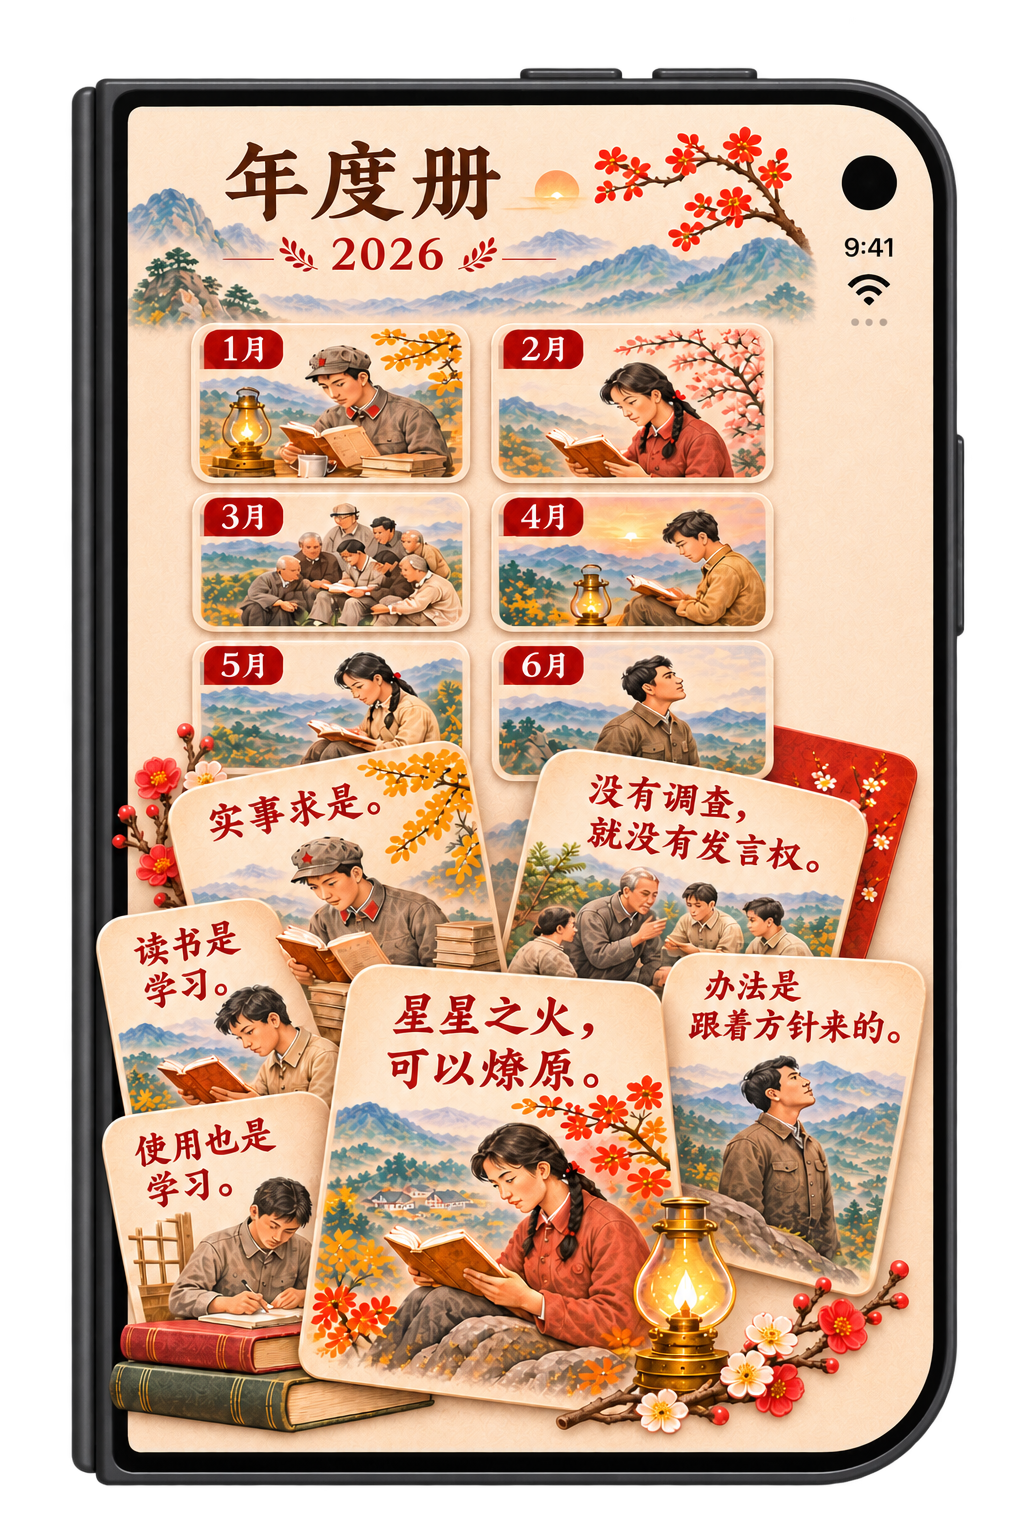 年度册
2026
9:41
1月
2月
3月
4月
5月
6月
实事求是。
没有调查，
就没有发言权。
读书是
学习。
星星之火，
可以燎原。
办法是
跟着方针来的。
使用也是
学习。